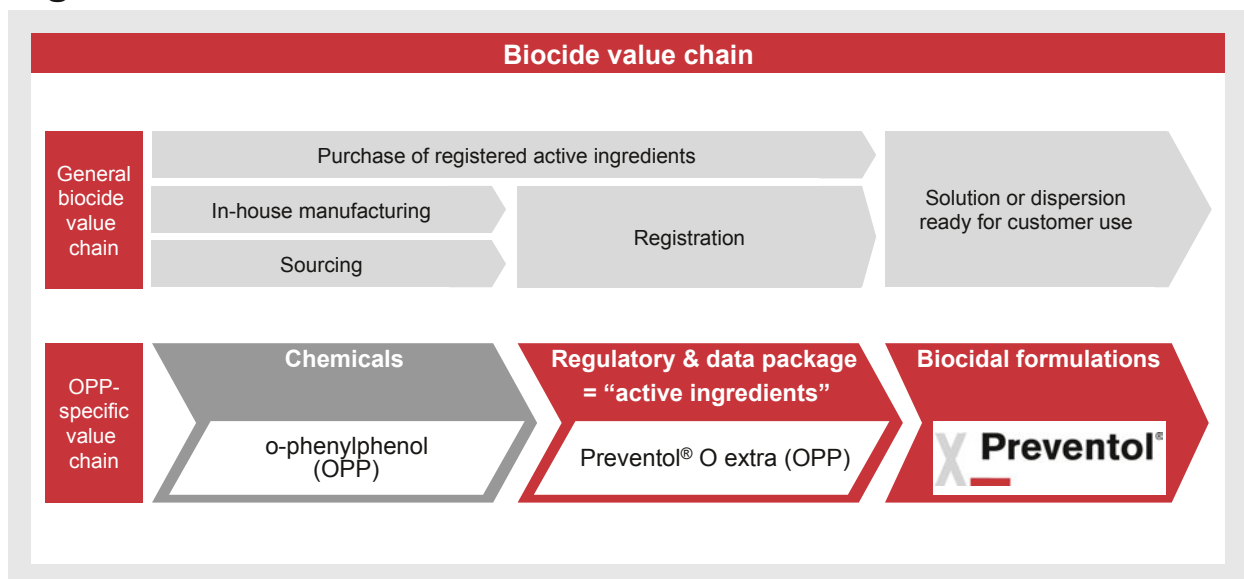 Biocide value chain
General
biocide
value
chain
Purchase of registered active ingredients
In-house manufacturing
Sourcing
Registration
Solution or dispersion
ready for customer use
OPP-
specific
value
chain
Chemicals
o-phenylphenol
(OPP)
Regulatory & data package
= “active ingredients”
Preventol® O extra (OPP)
Biocidal formulations
X Preventol®